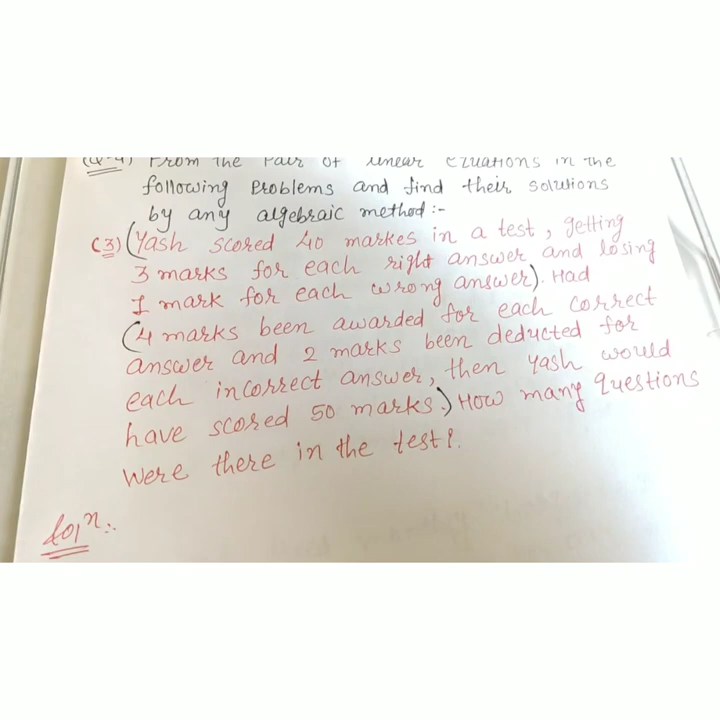 (Q-4) From the Pair of linear Equations in the
following Problems and find their solutions
by any algebraic method:-
(3) (Yash scored 40 markes in a test, getting
3 marks for each right answer and losing
1 mark for each wrong answer). Had
(4 marks been awarded for each correct
answer and 2 marks been deducted for
each incorrect answer, then Yash would
have scored 50 marks.) How many questions
were there in the test?.
Solⁿ:-